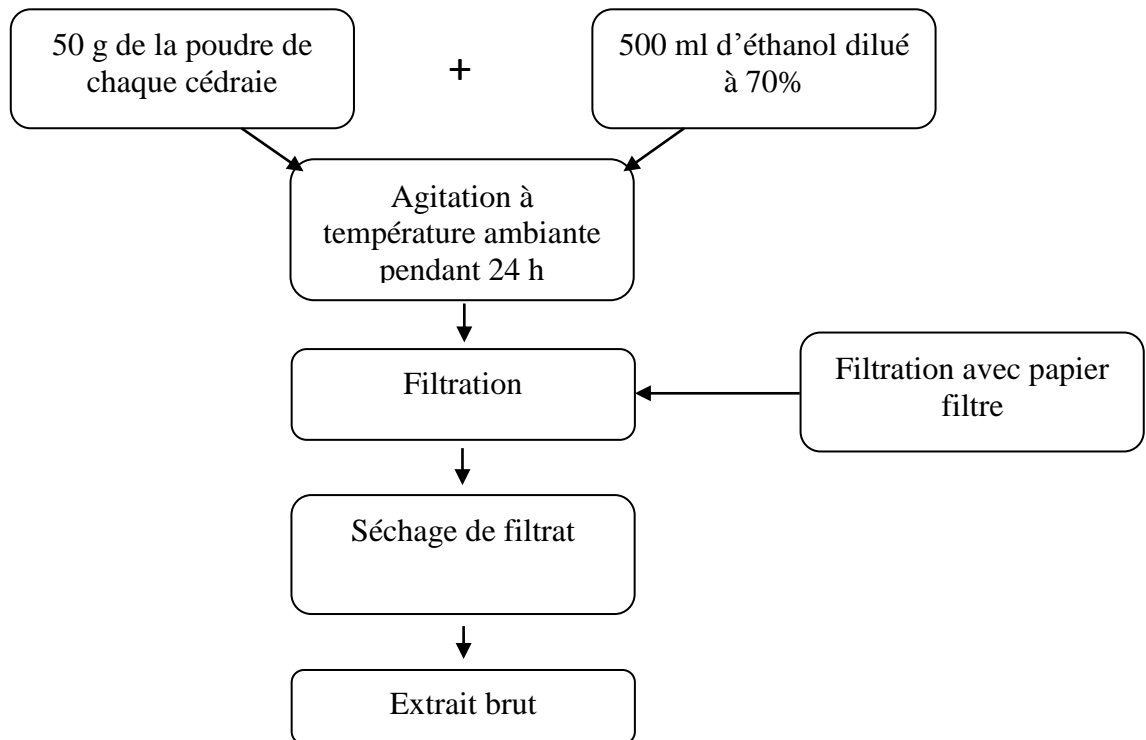 50 g de la poudre de
chaque cédraie
+
500 ml d’éthanol dilué
à 70%
Agitation à
température ambiante
pendant 24 h
Filtration
Filtration avec papier
filtre
Séchage de filtrat
Extrait brut